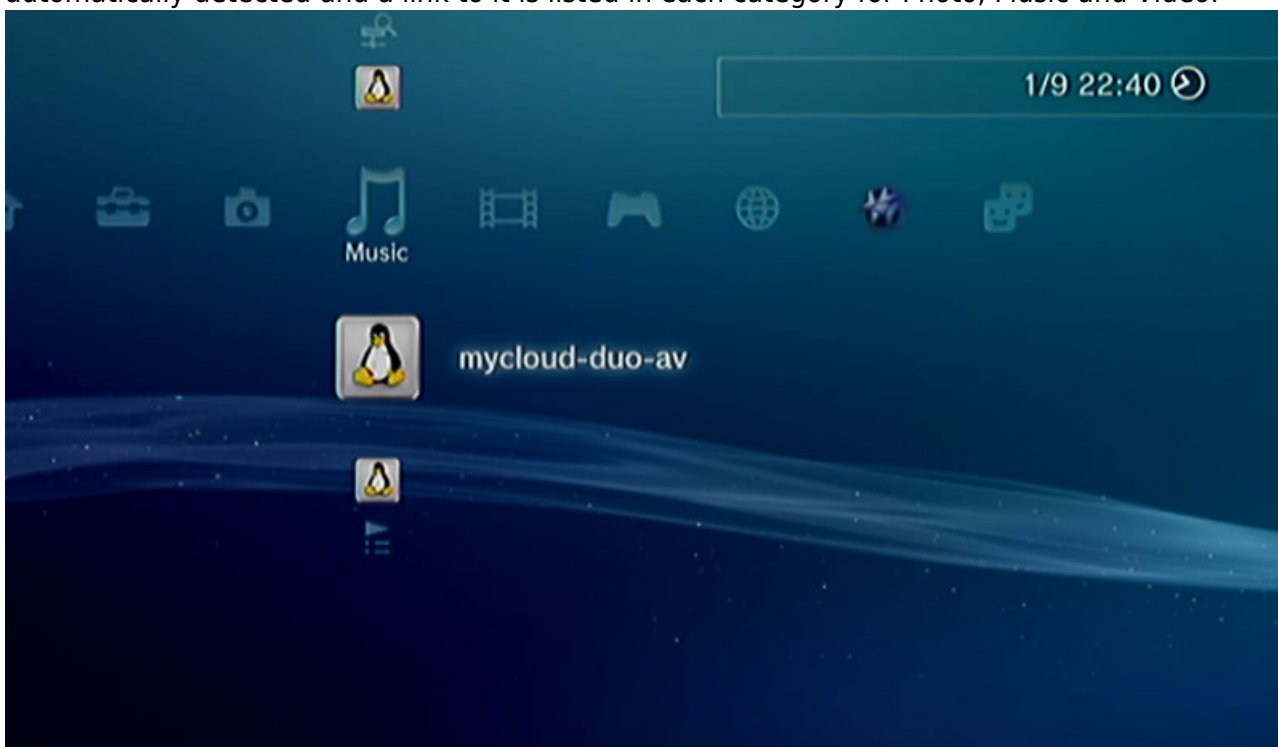 automatically detected and a link to it is listed in each category for Photo, Music and Video.
1/9 22:40
Music
mycloud-duo-av